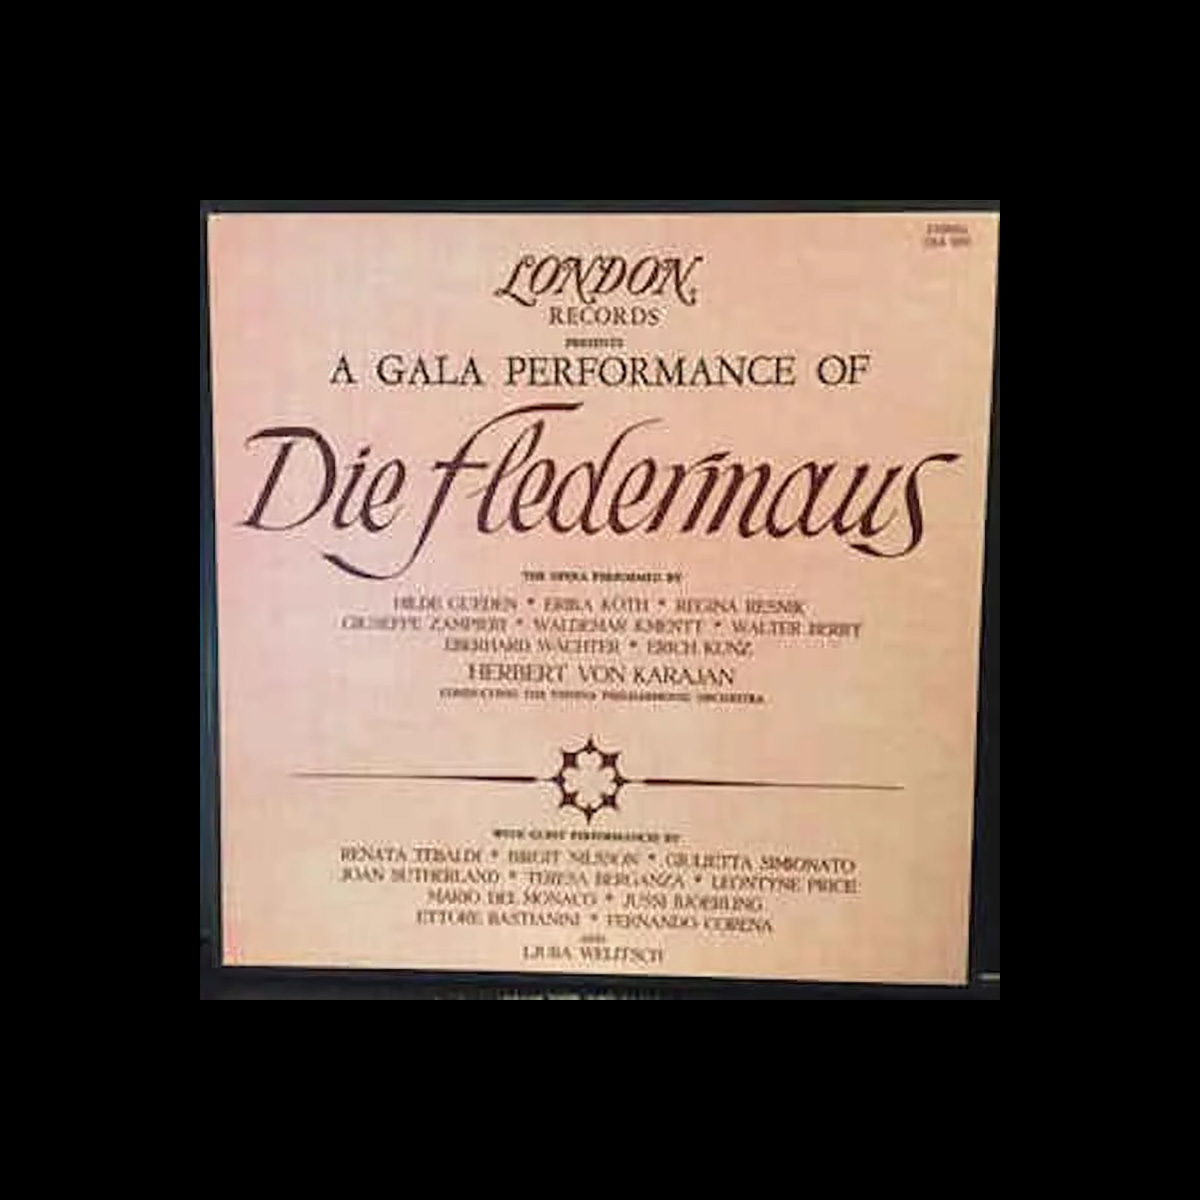 LONDON
RECORDS
PRESENTS
A GALA PERFORMANCE OF
Die Fledermaus
THE OPERA PERFORMED BY
HILDE GUEDEN * ERIKA KÖTH * REGINA RESNIK
GIUSEPPE ZAMPIERI * WALDEMAR KMENTT * WALTER BERRY
EBERHARD WÄCHTER * ERICH KUNZ
HERBERT VON KARAJAN
CONDUCTING THE VIENNA PHILHARMONIC ORCHESTRA
WITH GUEST PERFORMANCES BY
RENATA TEBALDI * BIRGIT NILSSON * GIULIETTA SIMIONATO
JOAN SUTHERLAND * TERESA BERGANZA * LEONTYNE PRICE
MARIO DEL MONACO * JUSSI BJOERLING
ETTORE BASTIANINI * FERNANDO CORENA
AND
LJUBA WELITSCH